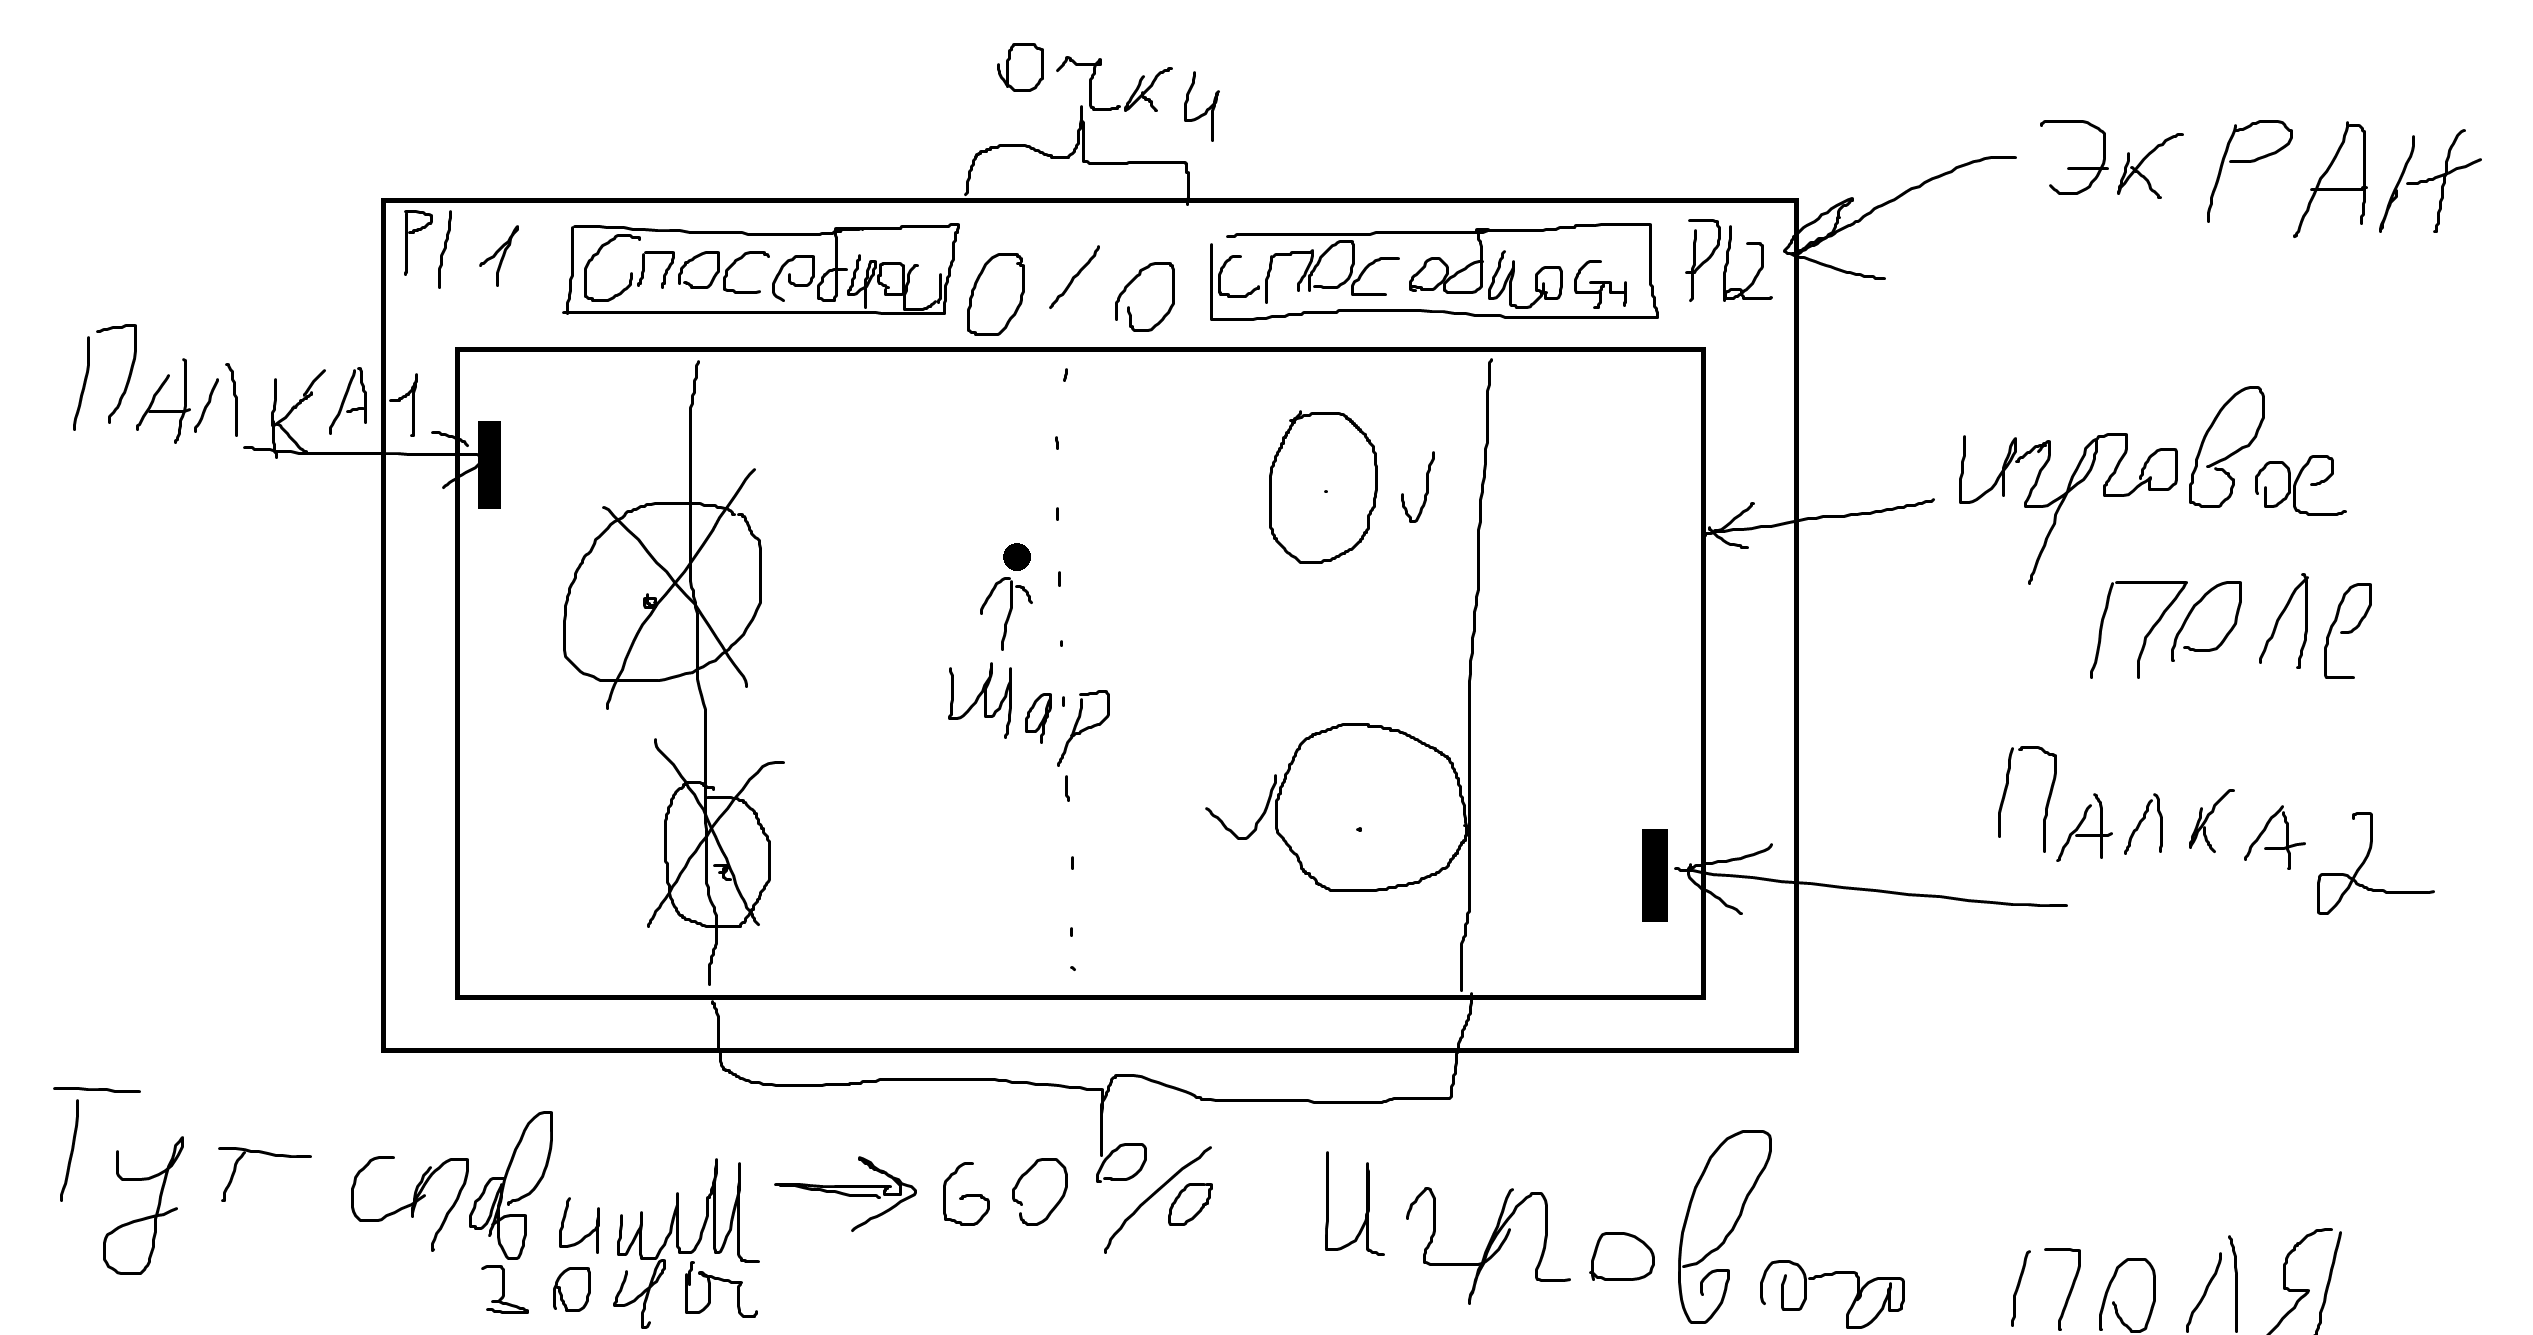 очки
ЭКРАН
Pl 1 Способнос 0/0 способности Pl2
ПАЛКА1
игровое
поле
Шар
ПАЛКА2
Тут спавним → 60% Игрового поля
зоны